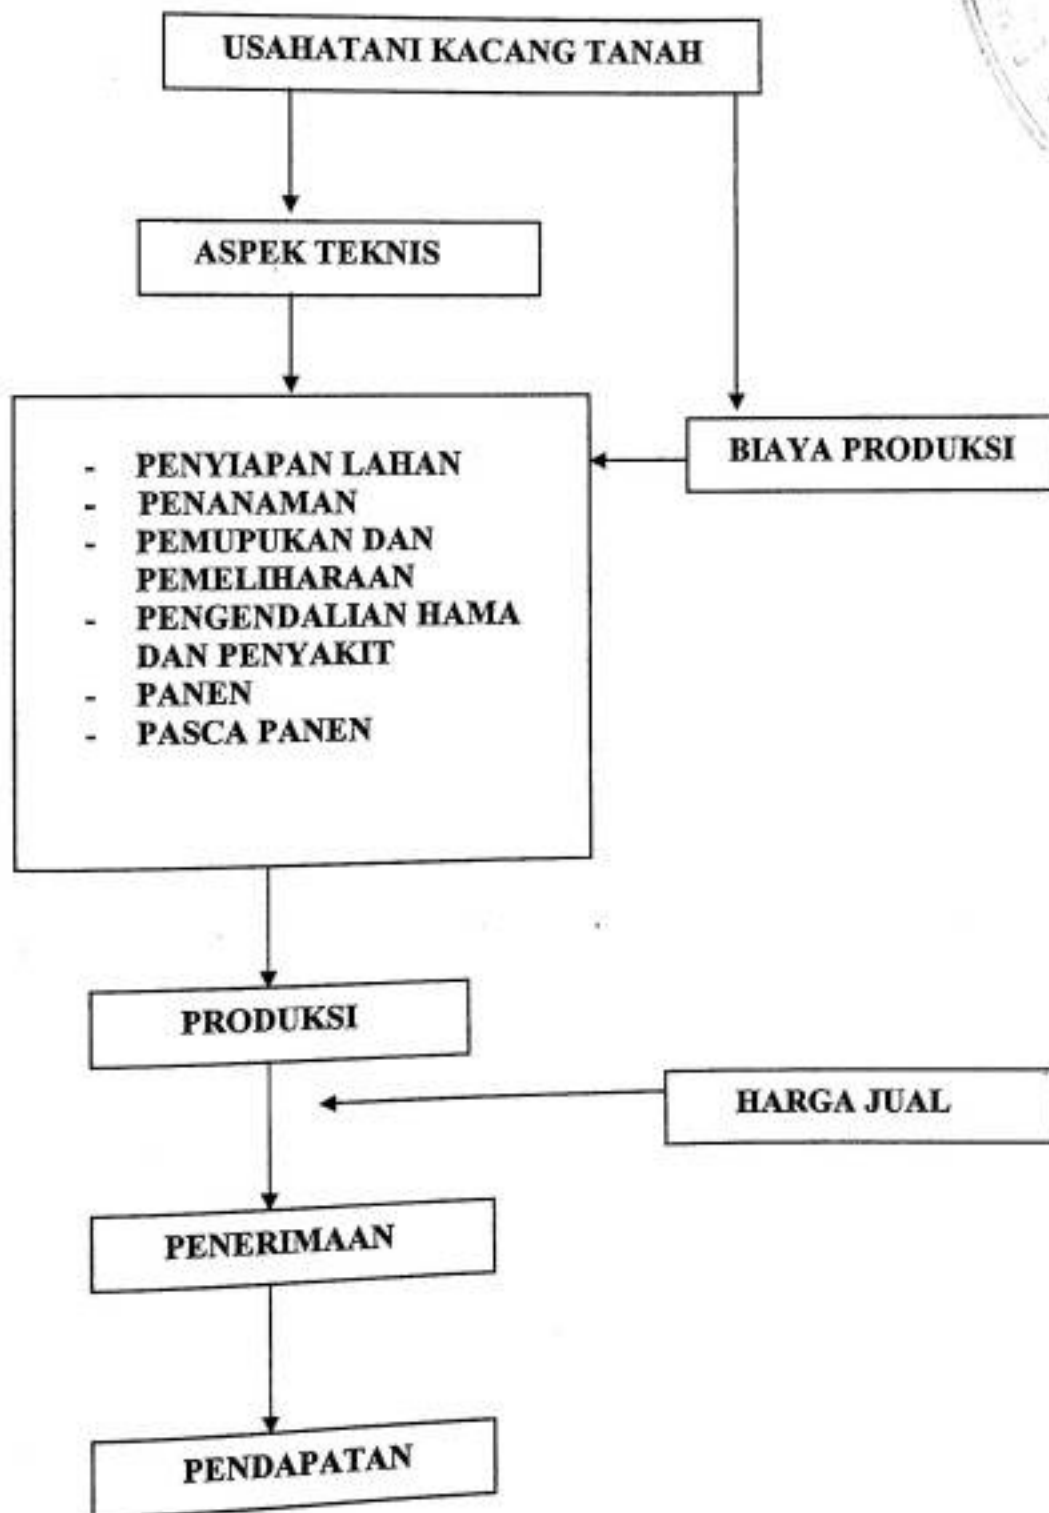 USAHATANI KACANG TANAH
ASPEK TEKNIS
BIAYA PRODUKSI
- PENYIAPAN LAHAN
- PENANAMAN
- PEMUPUKAN DAN
PEMELIHARAAN
- PENGENDALIAN HAMA
DAN PENYAKIT
- PANEN
- PASCA PANEN
PRODUKSI
HARGA JUAL
PENERIMAAN
PENDAPATAN